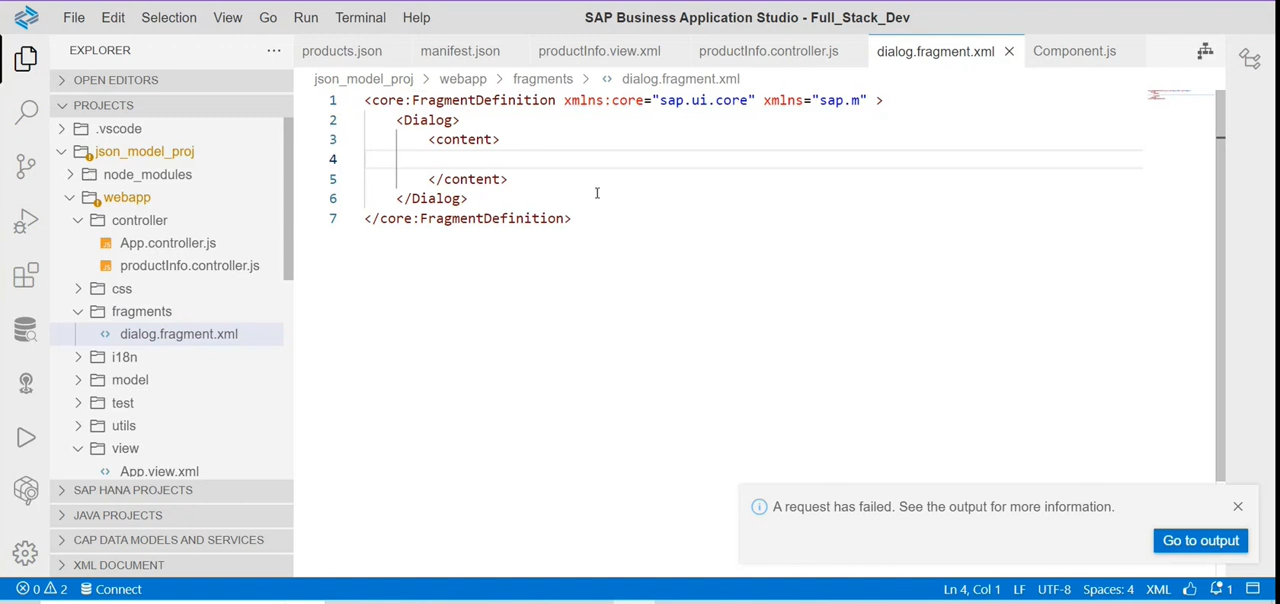 File Edit Selection View Go Run Terminal Help SAP Business Application Studio - Full_Stack_Dev
EXPLORER ···
products.json manifest.json productInfo.view.xml productInfo.controller.js dialog.fragment.xml Component.js
OPEN EDITORS
json_model_proj > webapp > fragments > dialog.fragment.xml
PROJECTS
.vscode
json_model_proj
node_modules
webapp
controller
App.controller.js
productInfo.controller.js
css
fragments
dialog.fragment.xml
i18n
model
test
utils
view
App.view.xml
SAP HANA PROJECTS
JAVA PROJECTS
CAP DATA MODELS AND SERVICES
XML DOCUMENT
1 <core:FragmentDefinition xmlns:core="sap.ui.core" xmlns="sap.m" >
2 <Dialog>
3 <content>
4
5 </content>
6 </Dialog>
7 </core:FragmentDefinition>
A request has failed. See the output for more information.
Go to output
0 2 Connect Ln 4, Col 1 LF UTF-8 Spaces: 4 XML 1